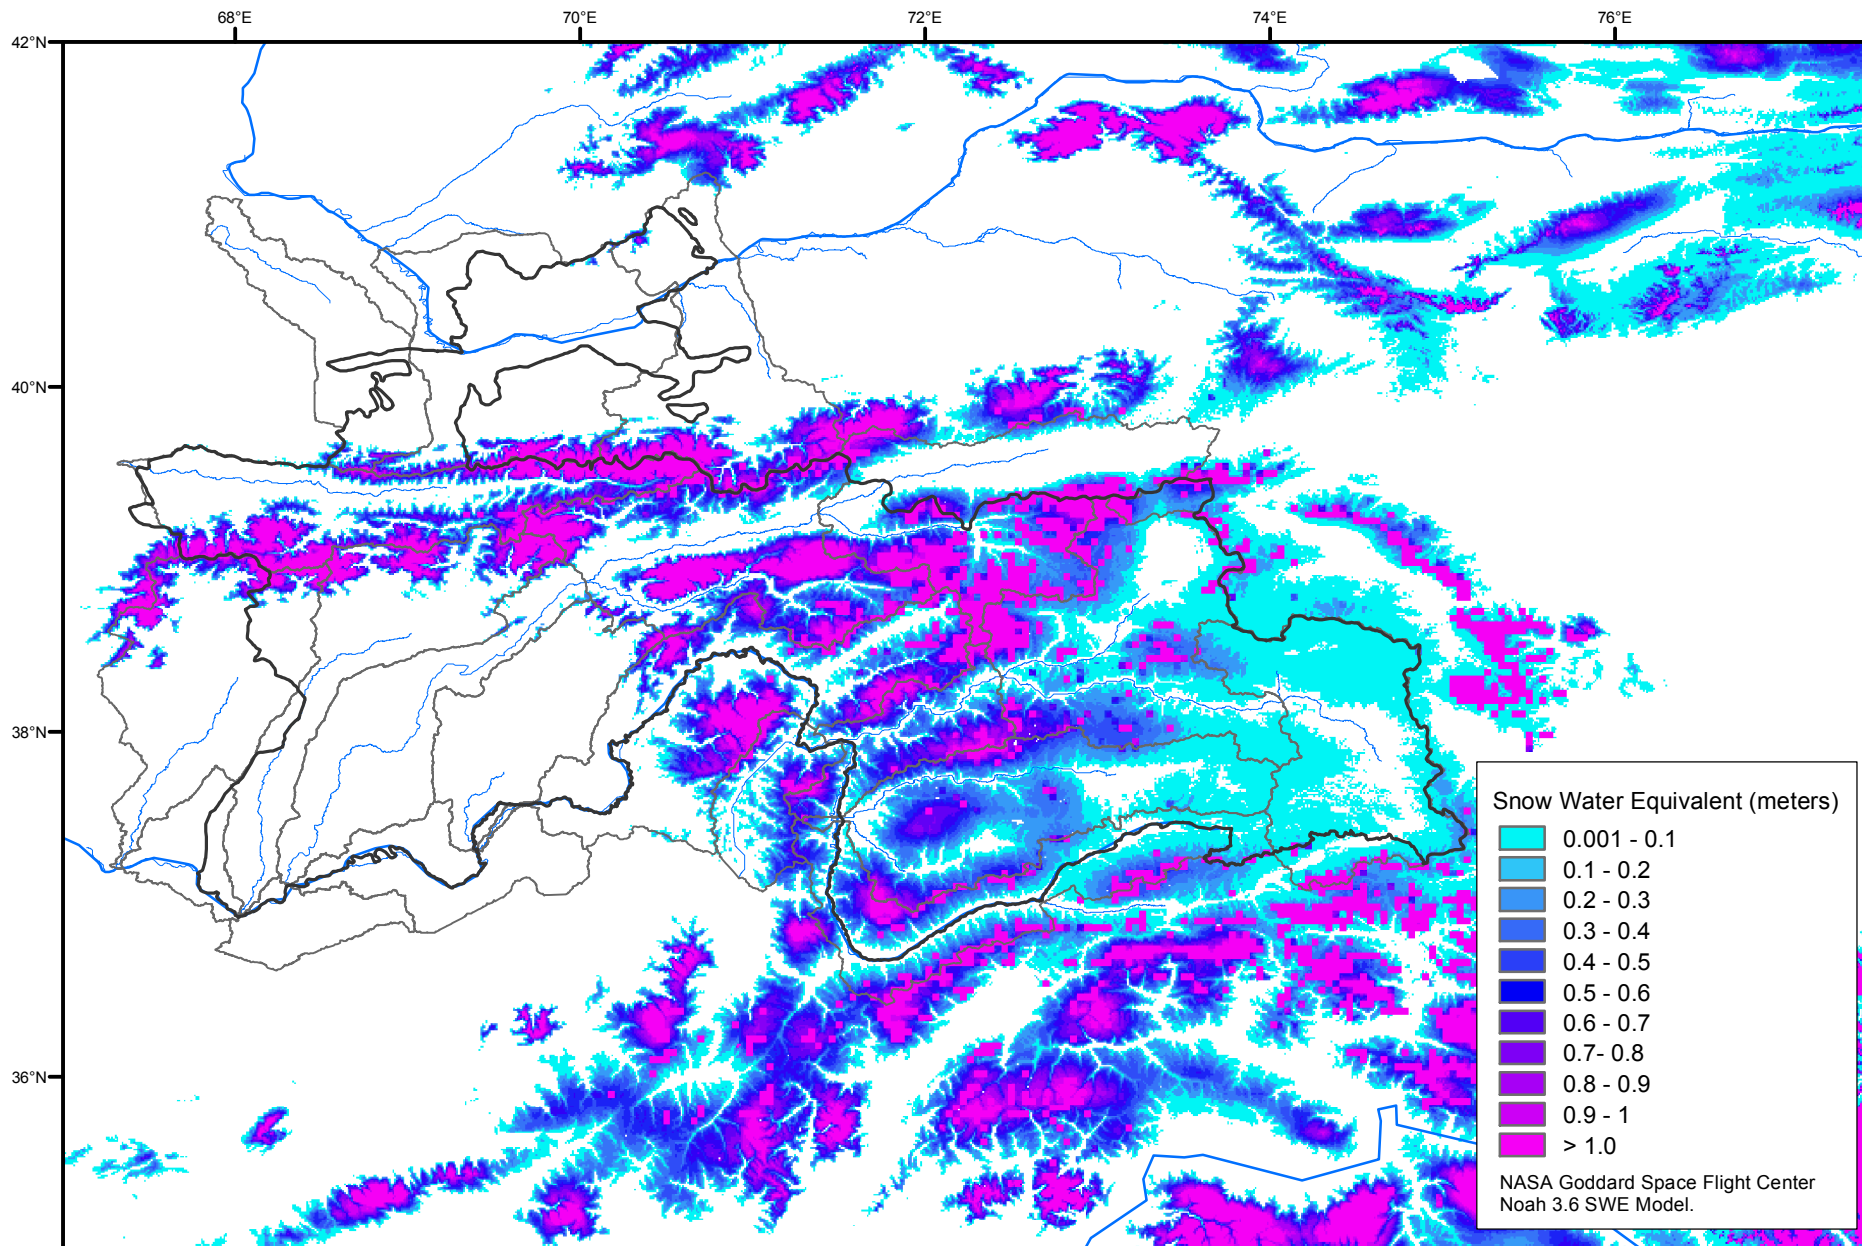 68°E 70°E 72°E 74°E 76°E
42°N
40°N
38°N
36°N
Snow Water Equivalent (meters)
0.001 - 0.1
0.1 - 0.2
0.2 - 0.3
0.3 - 0.4
0.4 - 0.5
0.5 - 0.6
0.6 - 0.7
0.7- 0.8
0.8 - 0.9
0.9 - 1
> 1.0
NASA Goddard Space Flight Center
Noah 3.6 SWE Model.